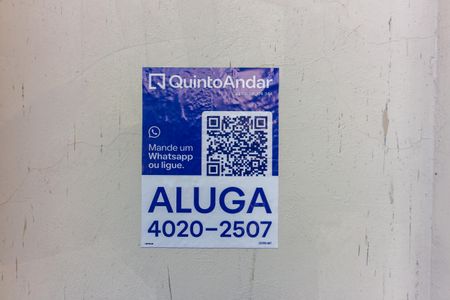 QuintoAndar
Mande um
Whatsapp
ou ligue.
ALUGA
4020-2507